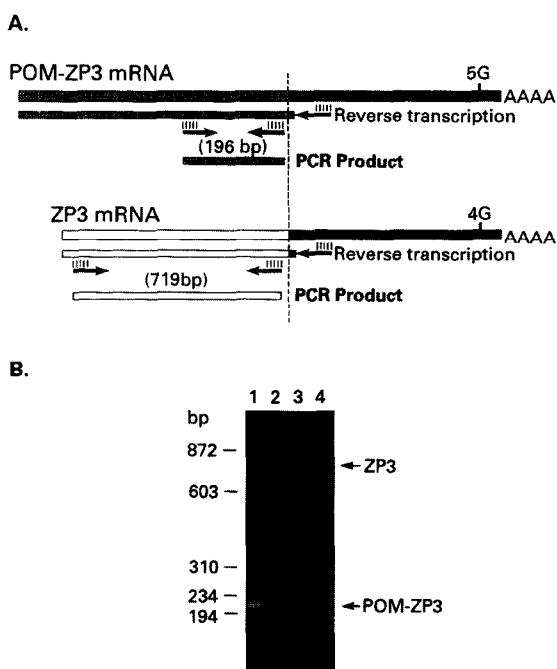 A.
POM-ZP3 mRNA
5G
AAAA
Reverse transcription
(196 bp)
PCR Product
ZP3 mRNA
4G
AAAA
Reverse transcription
(719bp)
PCR Product
B.
1 2 3 4
bp
872
ZP3
603
310
234
194
POM-ZP3